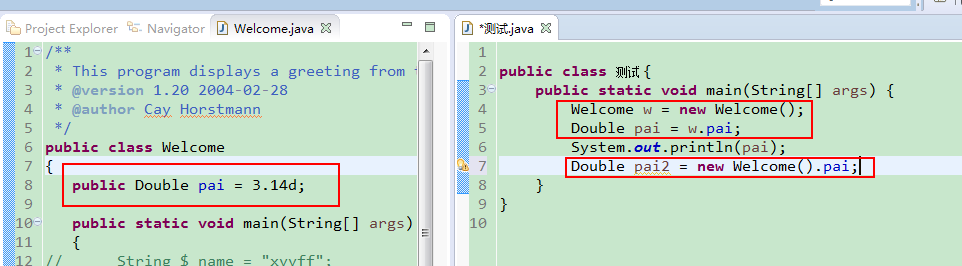 Project Explorer Navigator Welcome.java
1 /**
2 * This program displays a greeting from
3 * @version 1.20 2004-02-28
4 * @author Cay Horstmann
5 */
6 public class Welcome
7 {
8 public Double pai = 3.14d;
9
10 public static void main(String[] args)
11 {
12 // String $_name = "xyyff";
*测试.java
1
2 public class 测试 {
3 public static void main(String[] args) {
4 Welcome w = new Welcome();
5 Double pai = w.pai;
6 System.out.println(pai);
7 Double pai2 = new Welcome().pai;
8 }
9 }
10